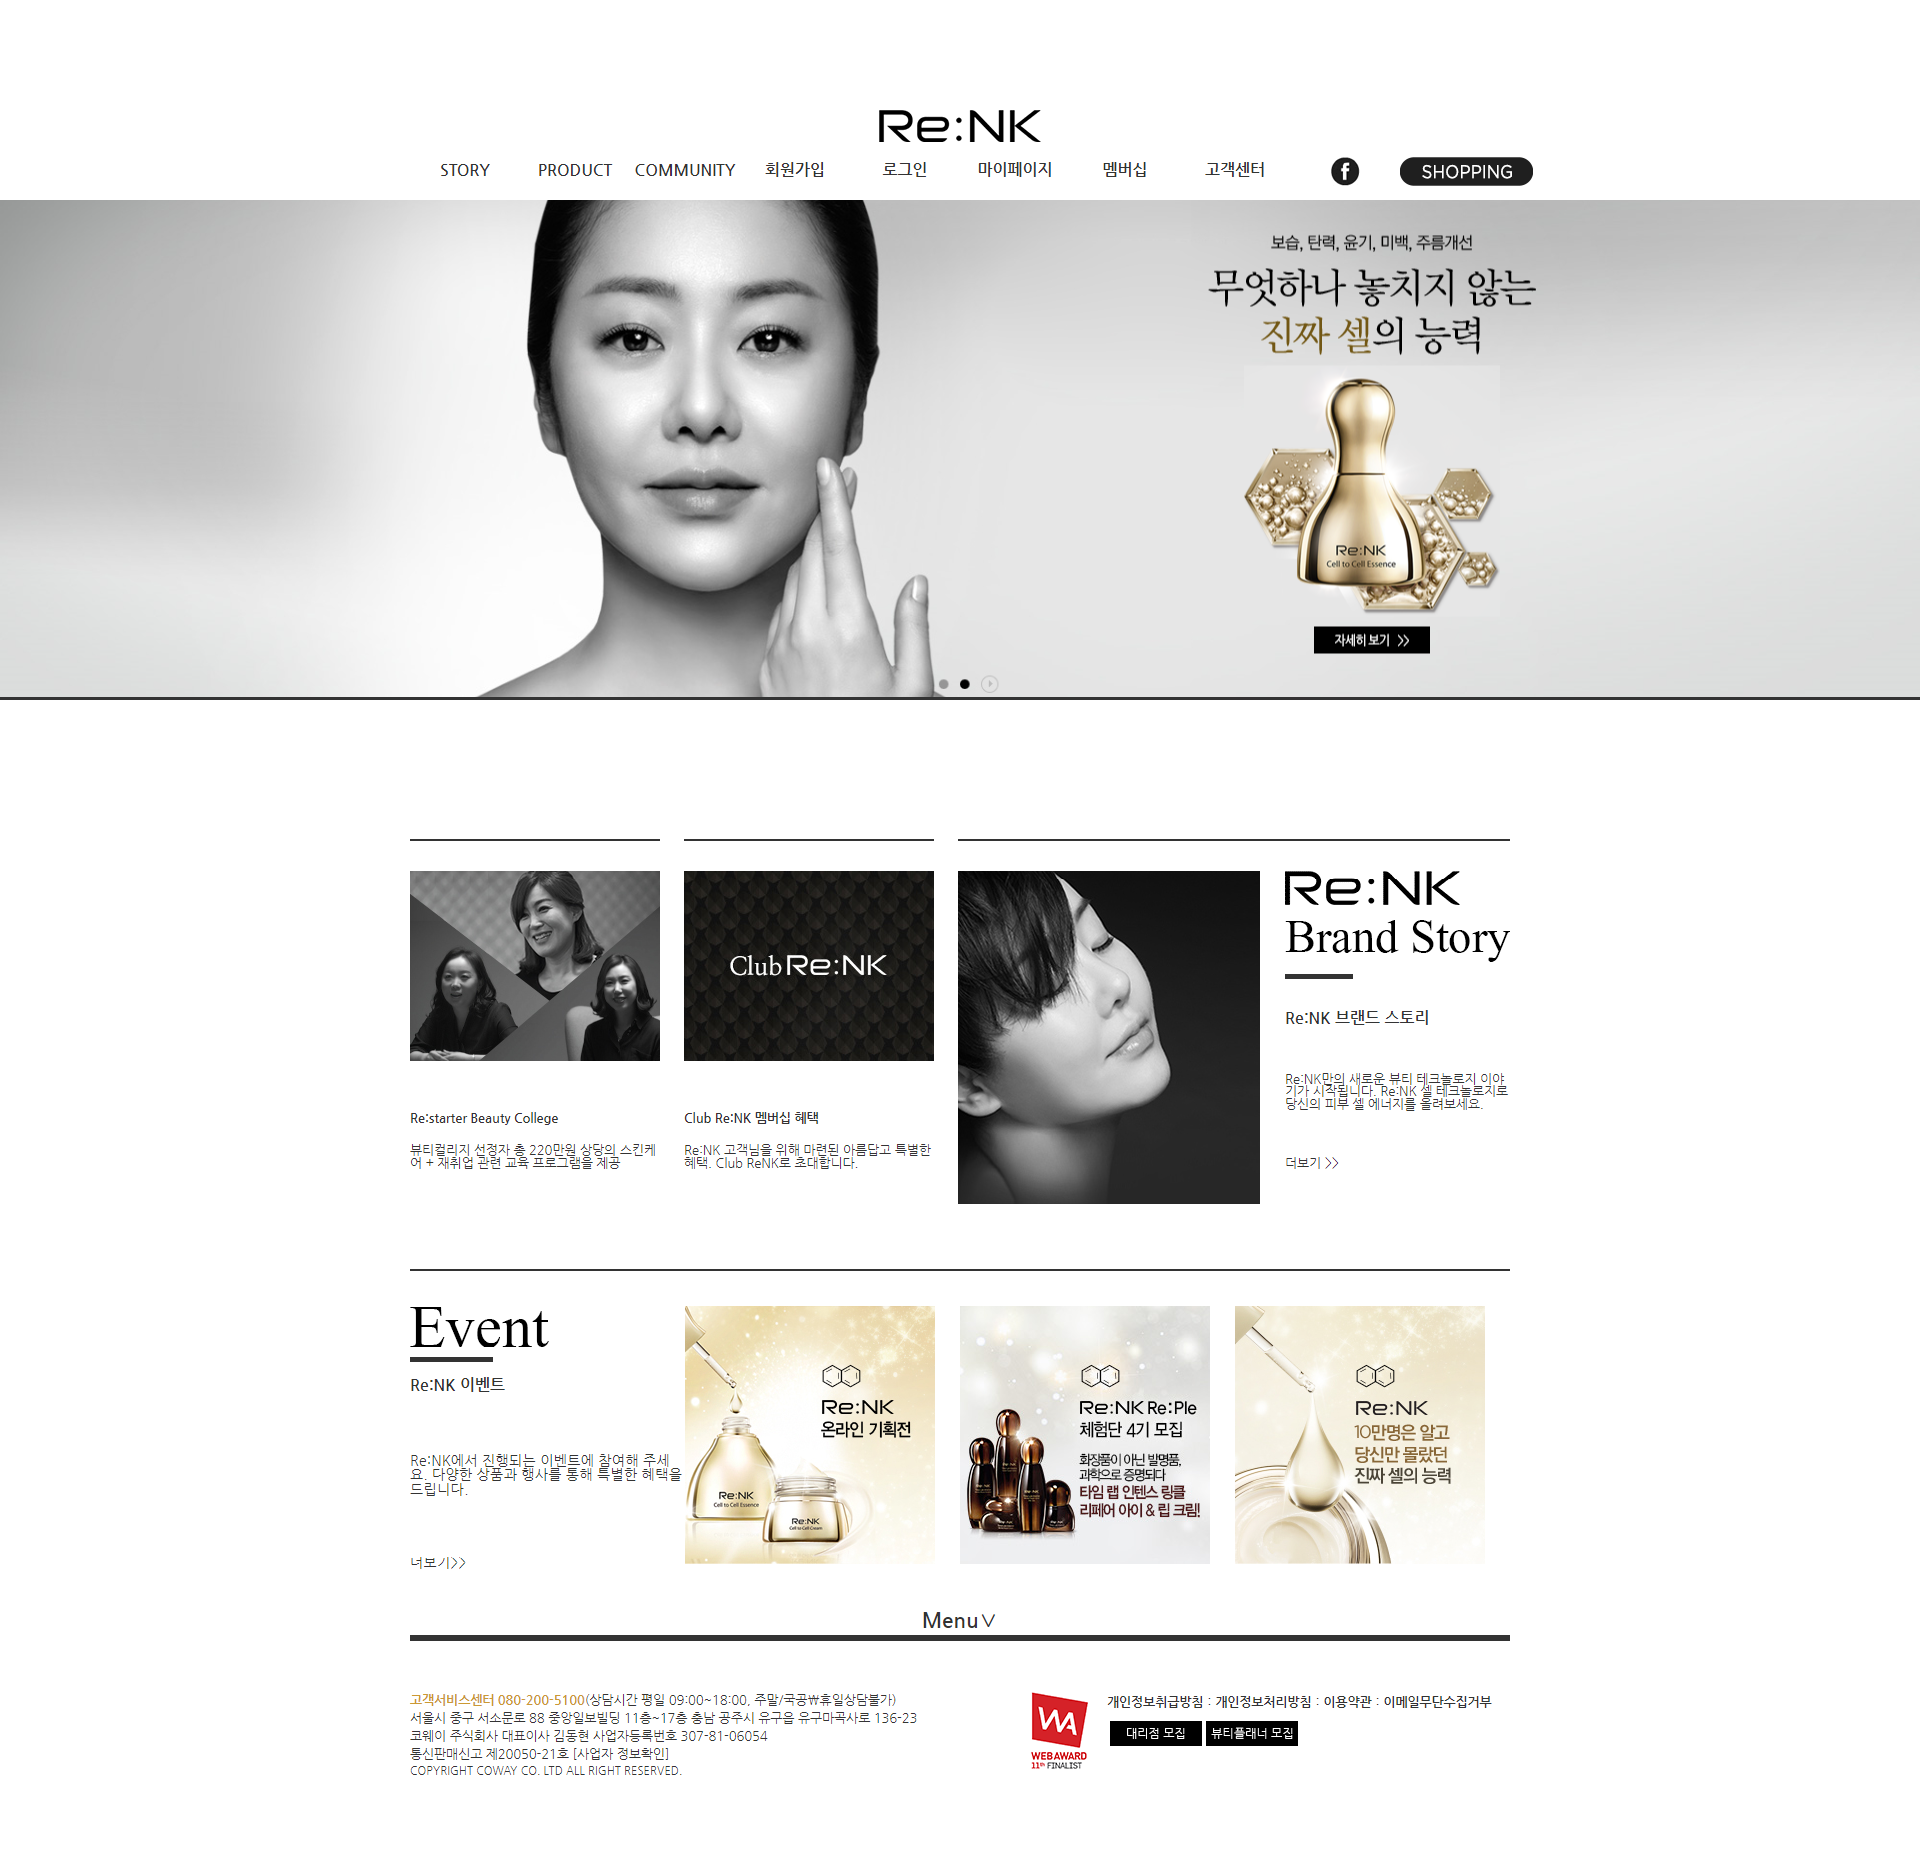 Re:NK
STORY PRODUCT COMMUNITY 회원가입 로그인 마이페이지 멤버십 고객센터 f SHOPPING
보습, 탄력, 윤기, 미백, 주름개선
무엇하나 놓치지 않는
진짜 셀의 능력
Re:NK
Cell to Cell Essence
자세히 보기 >>
Club Re:NK
Re:starter Beauty College
뷰티컬리지 선정자 총 220만원 상당의 스킨케
어 + 재취업 관련 교육 프로그램을 제공
Club Re:NK 멤버십 혜택
Re:NK 고객님을 위해 마련된 아름답고 특별한
혜택. Club ReNK로 초대합니다.
Re:NK
Brand Story
Re:NK 브랜드 스토리
Re:NK만의 새로운 뷰티 테크놀로지 이야
기가 시작됩니다. Re:NK 셀 테크놀로지로
당신의 피부 셀 에너지를 올려보세요.
더보기 >>
Event
Re:NK 이벤트
Re:NK에서 진행되는 이벤트에 참여해 주세
요. 다양한 상품과 행사를 통해 특별한 혜택을
드립니다.
더보기>>
Re:NK
온라인 기획전
Re:NK
Cell to Cell Essence
Re:NK
Cell to Cell Cream
Re:NK Re:Ple
체험단 4기 모집
화장품이 아닌 발명품,
과학으로 증명되다
타임 랩 인텐스 링클
리페어 아이 & 립 크림!
Re:NK
10만명은 알고
당신만 몰랐던
진짜 셀의 능력
Menu∨
고객서비스센터 080-200-5100(상담시간 평일 09:00~18:00, 주말/국공₩휴일상담불가)
서울시 중구 서소문로 88 중앙일보빌딩 11층~17층 충남 공주시 유구읍 유구마곡사로 136-23
코웨이 주식회사 대표이사 김동현 사업자등록번호 307-81-06054
통신판매신고 제20050-21호 [사업자 정보확인]
COPYRIGHT COWAY CO. LTD ALL RIGHT RESERVED.
WA
WEB AWARD
11th FINALIST
개인정보취급방침 : 개인정보처리방침 : 이용약관 : 이메일무단수집거부
대리점 모집 뷰티플래너 모집